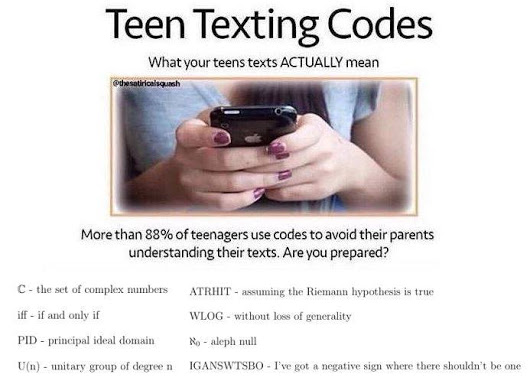 Teen Texting Codes
What your teens texts ACTUALLY mean
@thesatiricalsquash
More than 88% of teenagers use codes to avoid their parents
understanding their texts. Are you prepared?
ℂ - the set of complex numbers
iff - if and only if
PID - principal ideal domain
U(n) - unitary group of degree n
ATRHIT - assuming the Riemann hypothesis is true
WLOG - without loss of generality
ℵ₀ - aleph null
IGANSWTSBO - I've got a negative sign where there shouldn't be one